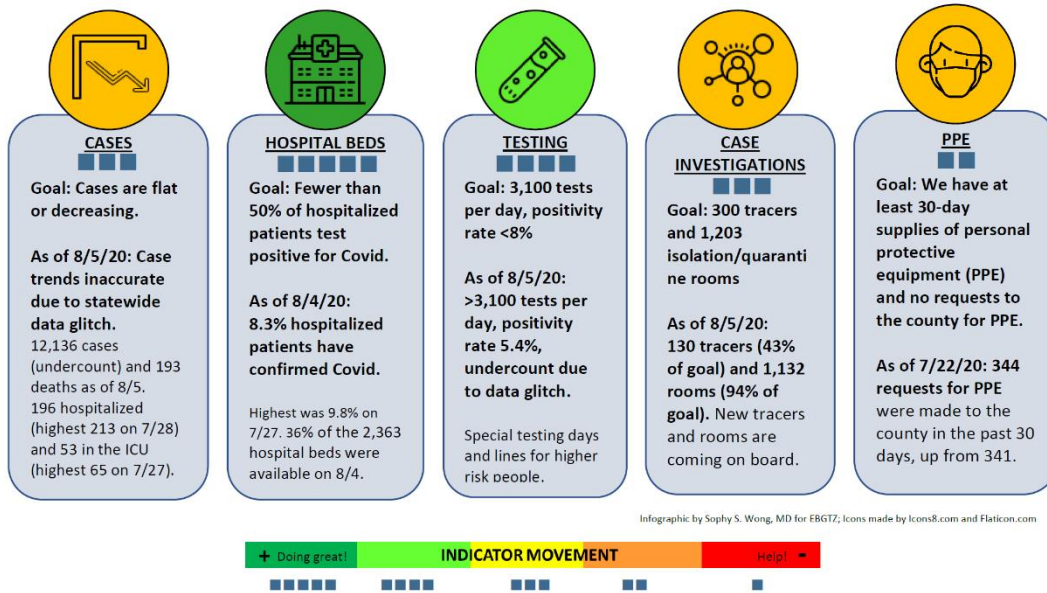 CASES
Goal: Cases are flat
or decreasing.
As of 8/5/20: Case
trends inaccurate
due to statewide
data glitch.
12,136 cases
(undercount) and 193
deaths as of 8/5.
196 hospitalized
(highest 213 on 7/28)
and 53 in the ICU
(highest 65 on 7/27).
HOSPITAL BEDS
Goal: Fewer than
50% of hospitalized
patients test
positive for Covid.
As of 8/4/20:
8.3% hospitalized
patients have
confirmed Covid.
Highest was 9.8% on
7/27. 36% of the 2,363
hospital beds were
available on 8/4.
TESTING
Goal: 3,100 tests
per day, positivity
rate <8%
As of 8/5/20:
>3,100 tests per
day, positivity
rate 5.4%,
undercount due
to data glitch.
Special testing days
and lines for higher
risk people.
CASE
INVESTIGATIONS
Goal: 300 tracers
and 1,203
isolation/quaranti
ne rooms
As of 8/5/20:
130 tracers (43%
of goal) and 1,132
rooms (94% of
goal). New tracers
and rooms are
coming on board.
PPE
Goal: We have at
least 30-day
supplies of personal
protective
equipment (PPE)
and no requests to
the county for PPE.
As of 7/22/20: 344
requests for PPE
were made to the
county in the past 30
days, up from 341.
Infographic by Sophy S. Wong, MD for EBGTZ; Icons made by Icons8.com and Flaticon.com
+ Doing great! INDICATOR MOVEMENT Help! -